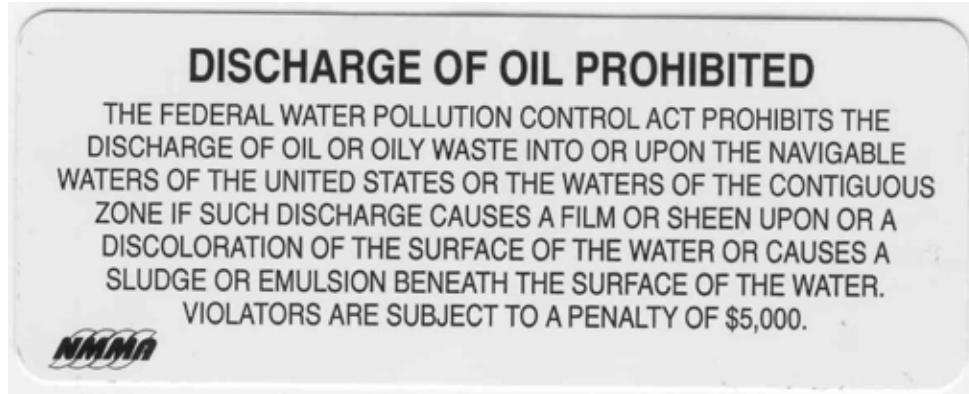 DISCHARGE OF OIL PROHIBITED
THE FEDERAL WATER POLLUTION CONTROL ACT PROHIBITS THE
DISCHARGE OF OIL OR OILY WASTE INTO OR UPON THE NAVIGABLE
WATERS OF THE UNITED STATES OR THE WATERS OF THE CONTIGUOUS
ZONE IF SUCH DISCHARGE CAUSES A FILM OR SHEEN UPON OR A
DISCOLORATION OF THE SURFACE OF THE WATER OR CAUSES A
SLUDGE OR EMULSION BENEATH THE SURFACE OF THE WATER.
VIOLATORS ARE SUBJECT TO A PENALTY OF $5,000.
NMMA